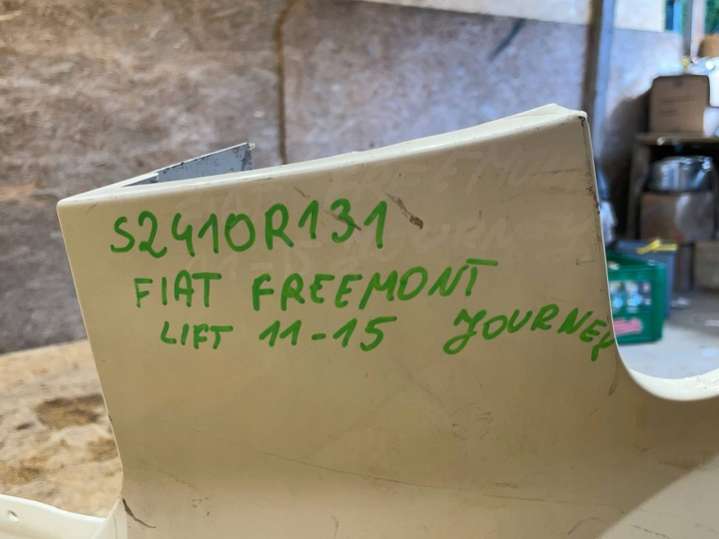 S2410R131
FIAT FREEMONT
LIFT 11-15 JOURNEY